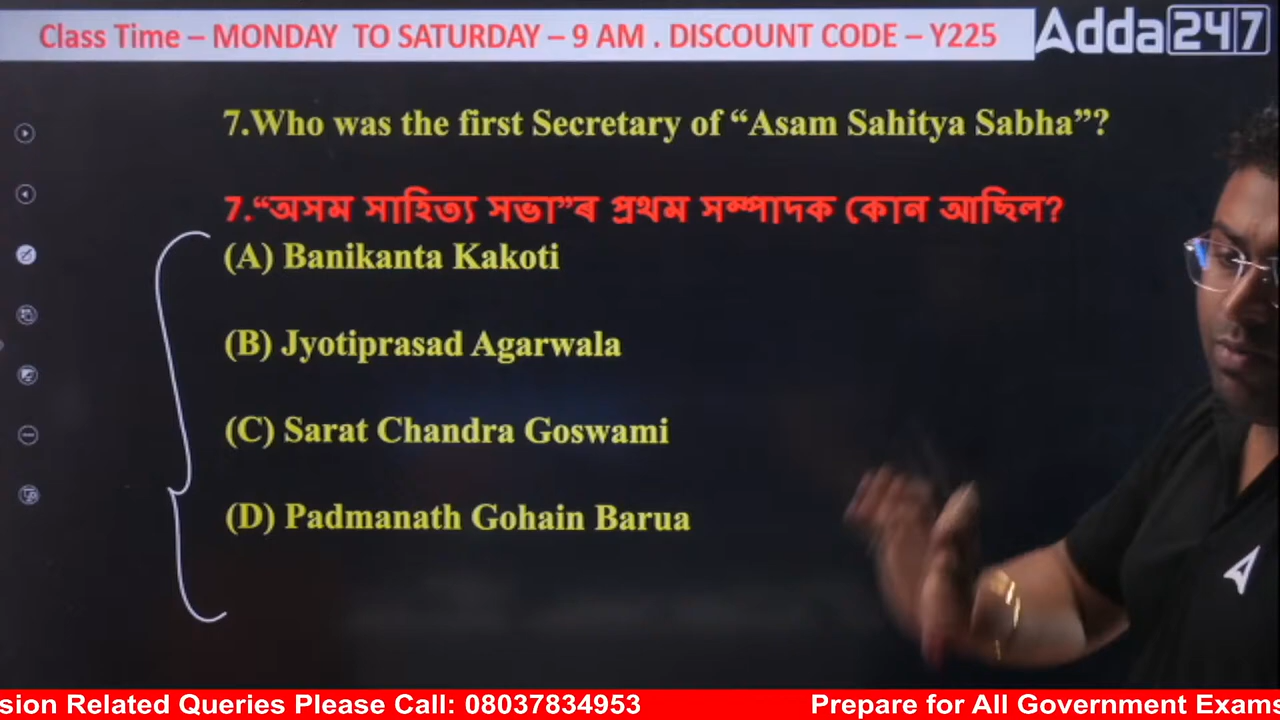 Class Time – MONDAY TO SATURDAY – 9 AM . DISCOUNT CODE – Y225
Adda247
7.Who was the first Secretary of “Asam Sahitya Sabha”?
7.“অসম সাহিত্য সভা”ৰ প্ৰথম সম্পাদক কোন আছিল?
(A) Banikanta Kakoti
(B) Jyotiprasad Agarwala
(C) Sarat Chandra Goswami
(D) Padmanath Gohain Barua
sion Related Queries Please Call: 08037834953 Prepare for All Government Exams